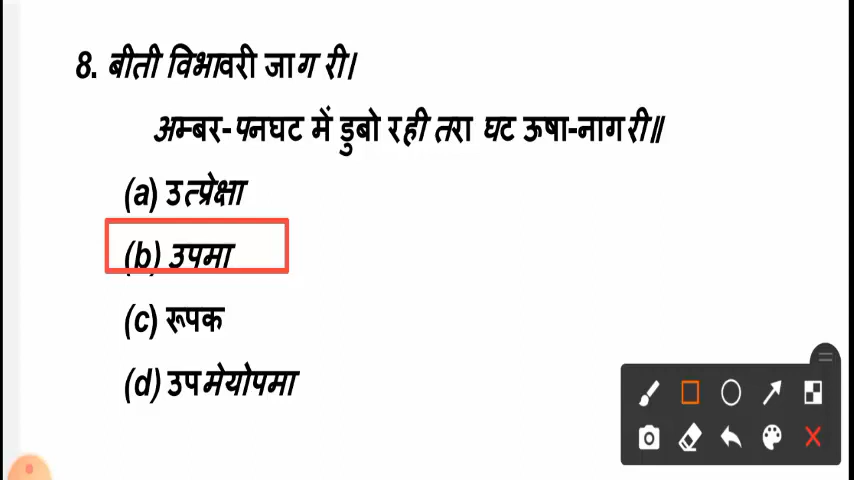 8. बीती विभावरी जाग री।
अम्बर-पनघट में डुबो रही तरा घट ऊषा-नागरी॥
(a) उत्प्रेक्षा
(b) उपमा
(c) रूपक
(d) उपमेयोपमा